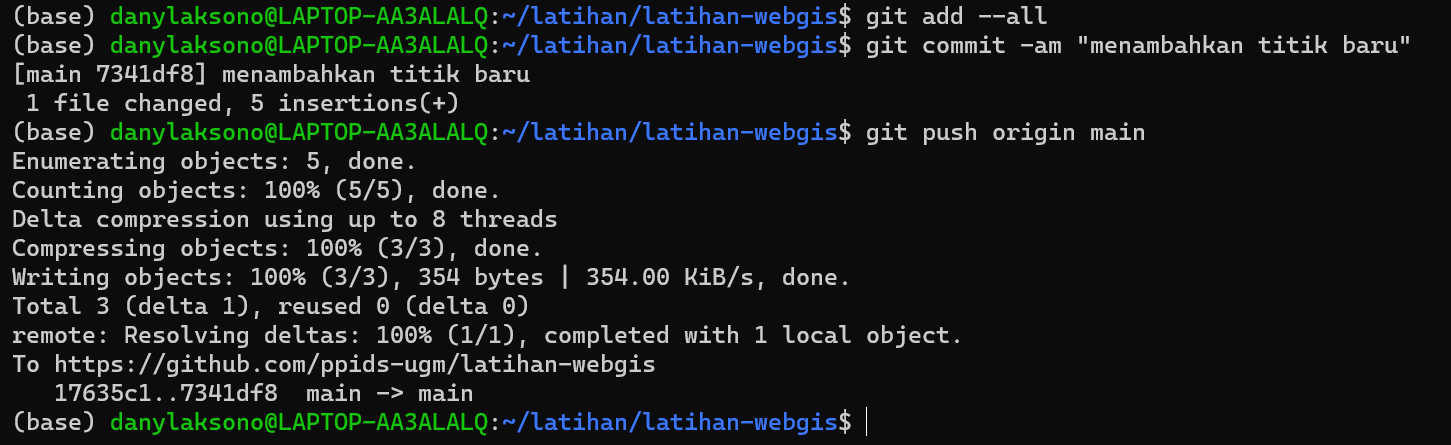 (base) danylaksono@LAPTOP-AA3ALALQ:~/latihan/latihan-webgis$ git add --all
(base) danylaksono@LAPTOP-AA3ALALQ:~/latihan/latihan-webgis$ git commit -am "menambahkan titik baru"
[main 7341df8] menambahkan titik baru
 1 file changed, 5 insertions(+)
(base) danylaksono@LAPTOP-AA3ALALQ:~/latihan/latihan-webgis$ git push origin main
Enumerating objects: 5, done.
Counting objects: 100% (5/5), done.
Delta compression using up to 8 threads
Compressing objects: 100% (3/3), done.
Writing objects: 100% (3/3), 354 bytes | 354.00 KiB/s, done.
Total 3 (delta 1), reused 0 (delta 0)
remote: Resolving deltas: 100% (1/1), completed with 1 local object.
To https://github.com/ppids-ugm/latihan-webgis
   17635c1..7341df8  main -> main
(base) danylaksono@LAPTOP-AA3ALALQ:~/latihan/latihan-webgis$